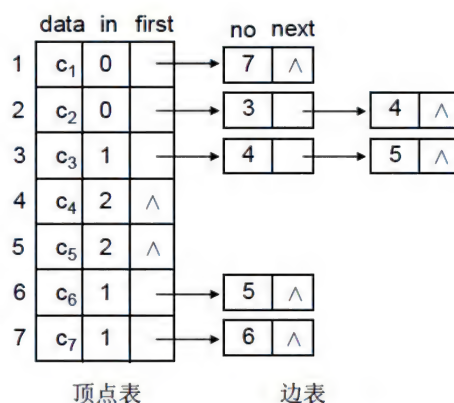 data in first no next
1 c₁ 0 7 ∧
2 c₂ 0 3 4 ∧
3 c₃ 1 4 5 ∧
4 c₄ 2 ∧
5 c₅ 2 ∧
6 c₆ 1 5 ∧
7 c₇ 1 6 ∧
顶点表 边表